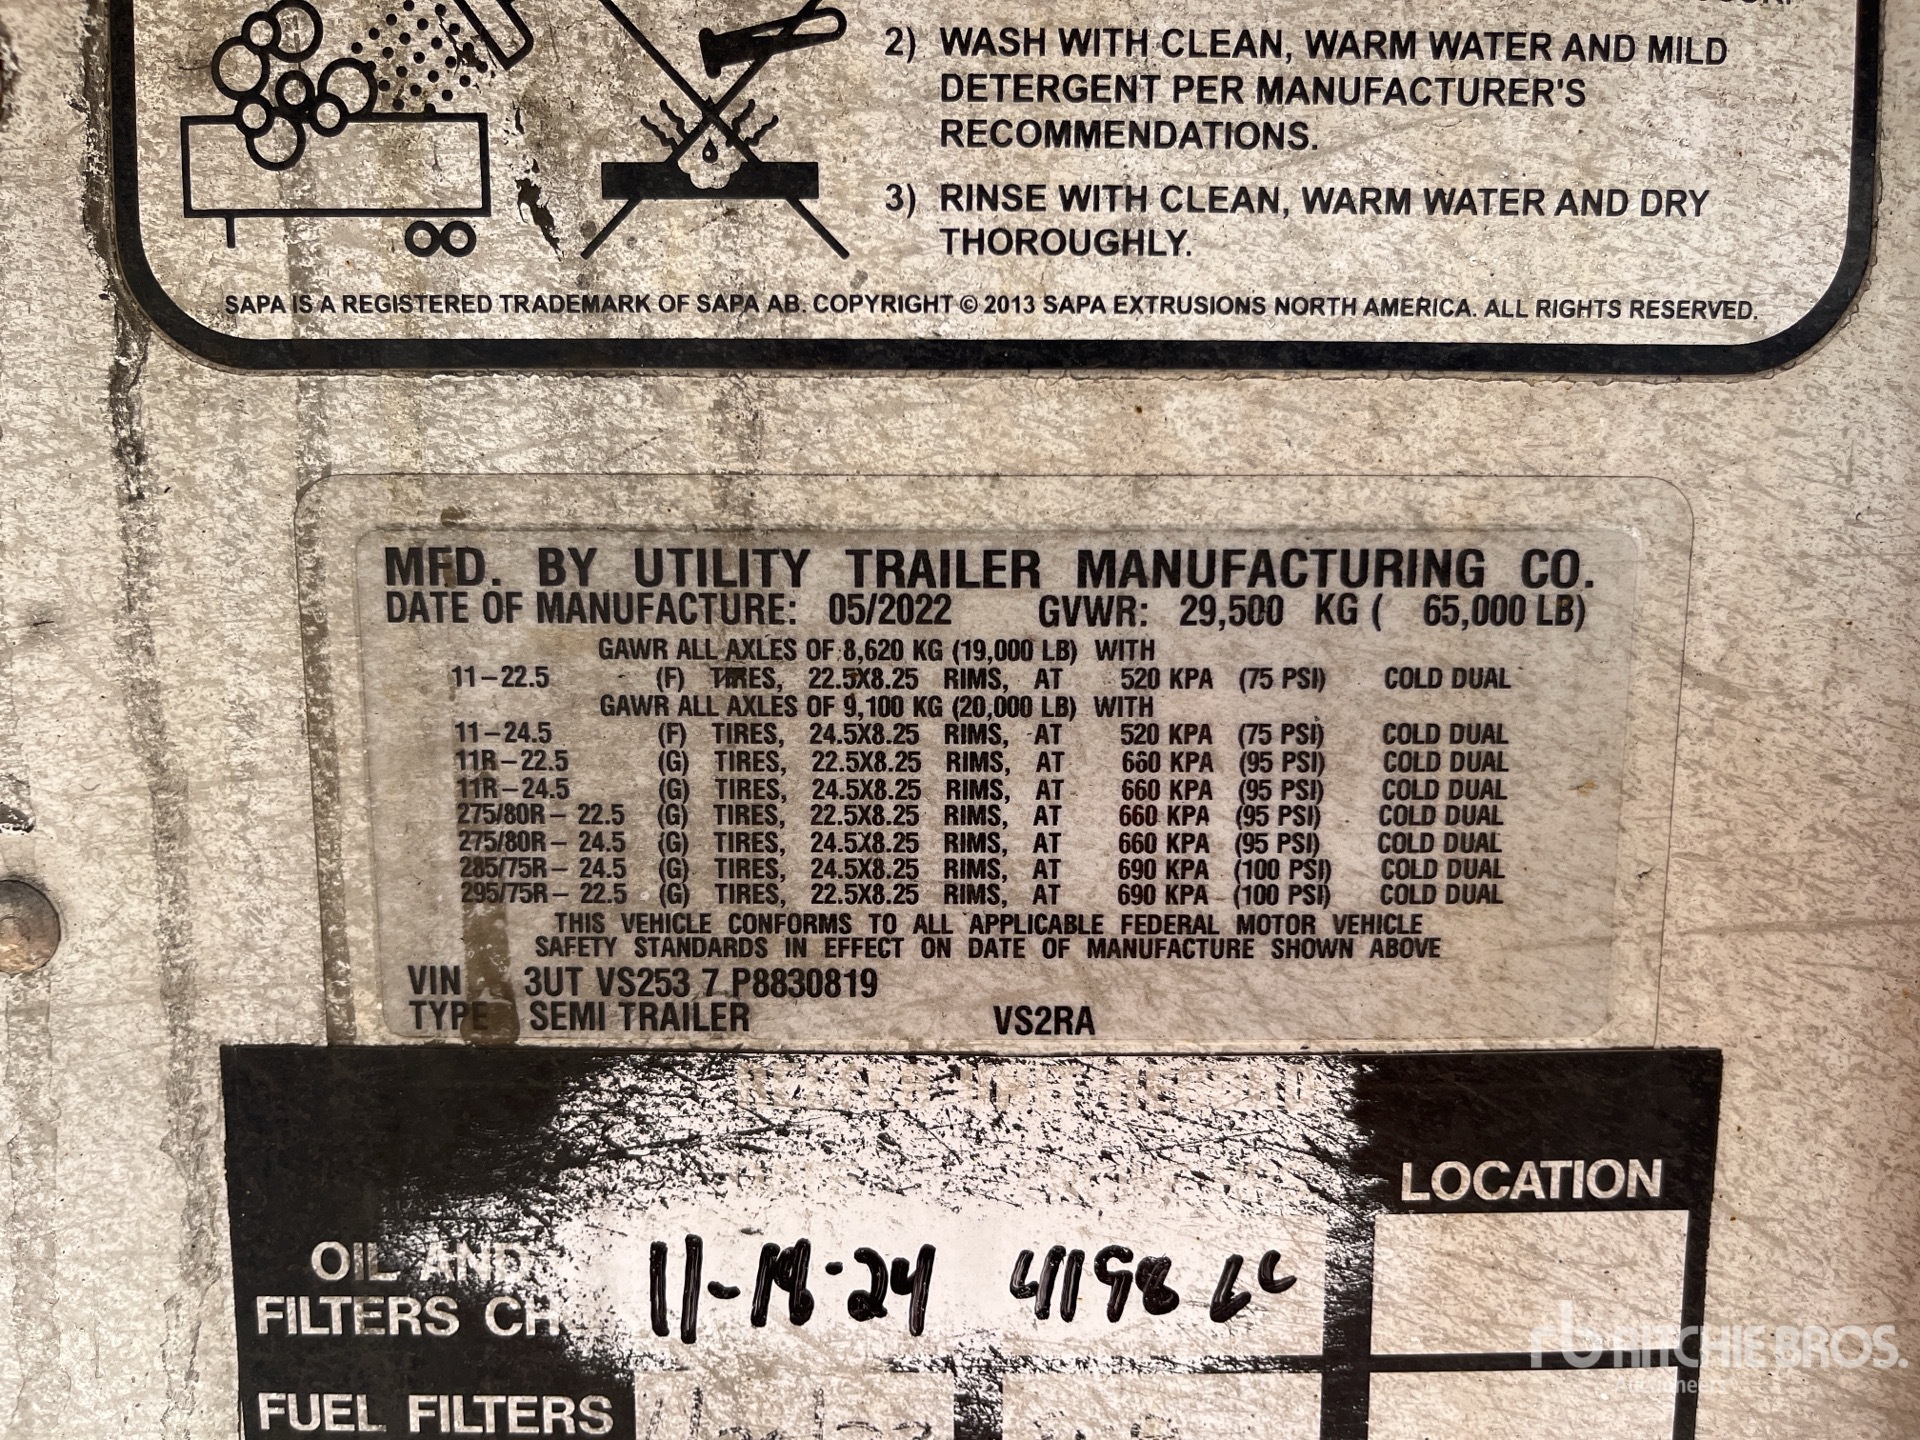 2) WASH WITH CLEAN, WARM WATER AND MILD
DETERGENT PER MANUFACTURER'S
RECOMMENDATIONS.
3) RINSE WITH CLEAN, WARM WATER AND DRY
THOROUGHLY.
SAPA IS A REGISTERED TRADEMARK OF SAPA AB. COPYRIGHT © 2013 SAPA EXTRUSIONS NORTH AMERICA. ALL RIGHTS RESERVED.
MFD. BY UTILITY TRAILER MANUFACTURING CO.
DATE OF MANUFACTURE: 05/2022 GVWR: 29,500 KG ( 65,000 LB)
GAWR ALL AXLES OF 8,620 KG (19,000 LB) WITH
11-22.5 (F) TIRES, 22.5X8.25 RIMS, AT 520 KPA (75 PSI) COLD DUAL
GAWR ALL AXLES OF 9,100 KG (20,000 LB) WITH
11-24.5 (F) TIRES, 24.5X8.25 RIMS, AT 520 KPA (75 PSI) COLD DUAL
11R-22.5 (G) TIRES, 22.5X8.25 RIMS, AT 660 KPA (95 PSI) COLD DUAL
11R-24.5 (G) TIRES, 24.5X8.25 RIMS, AT 660 KPA (95 PSI) COLD DUAL
275/80R- 22.5 (G) TIRES, 22.5X8.25 RIMS, AT 660 KPA (95 PSI) COLD DUAL
275/80R- 24.5 (G) TIRES, 24.5X8.25 RIMS, AT 660 KPA (95 PSI) COLD DUAL
285/75R- 24.5 (G) TIRES, 24.5X8.25 RIMS, AT 690 KPA (100 PSI) COLD DUAL
295/75R- 22.5 (G) TIRES, 22.5X8.25 RIMS, AT 690 KPA (100 PSI) COLD DUAL
THIS VEHICLE CONFORMS TO ALL APPLICABLE FEDERAL MOTOR VEHICLE
SAFETY STANDARDS IN EFFECT ON DATE OF MANUFACTURE SHOWN ABOVE
VIN 3UT VS253 7 P8830819
TYPE SEMI TRAILER VS2RA
LOCATION
OIL AND
FILTERS CH
11-18-24 4198 LC
FUEL FILTERS
rb RITCHIE BROS.
Auctioneers